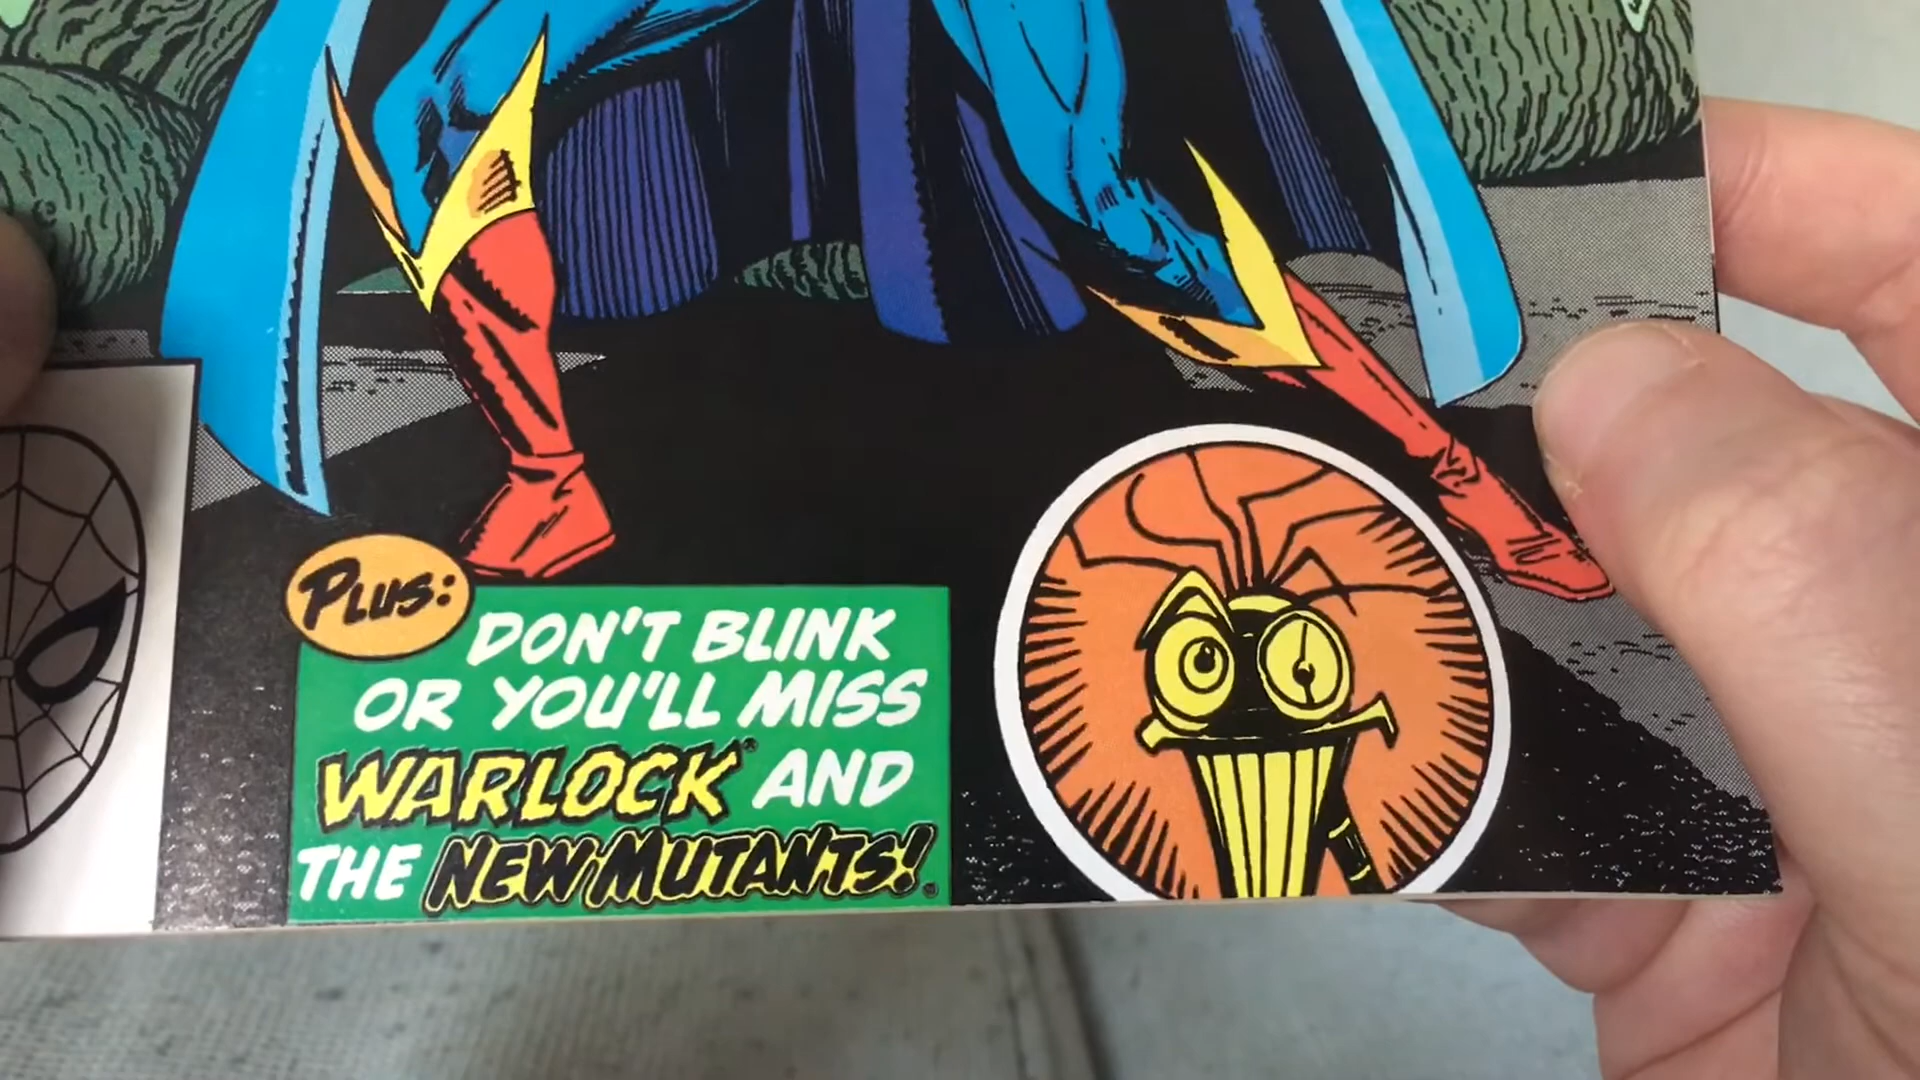 PLUS:
DON'T BLINK
OR YOU'LL MISS
WARLOCK® AND
THE NEW MUTANTS!